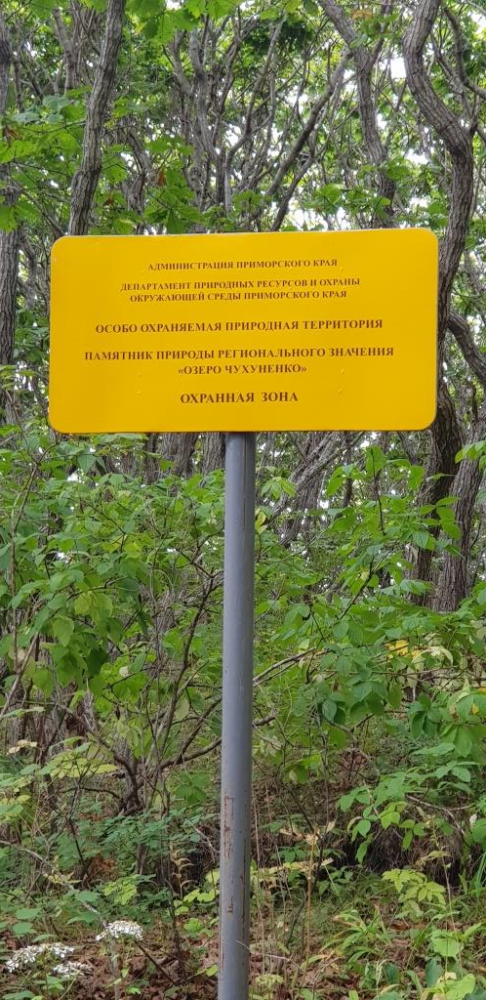 АДМИНИСТРАЦИЯ ПРИМОРСКОГО КРАЯ
ДЕПАРТАМЕНТ ПРИРОДНЫХ РЕСУРСОВ И ОХРАНЫ
ОКРУЖАЮЩЕЙ СРЕДЫ ПРИМОРСКОГО КРАЯ
ОСОБО ОХРАНЯЕМАЯ ПРИРОДНАЯ ТЕРРИТОРИЯ
ПАМЯТНИК ПРИРОДЫ РЕГИОНАЛЬНОГО ЗНАЧЕНИЯ
«ОЗЕРО ЧУХУНЕНКО»
ОХРАННАЯ ЗОНА